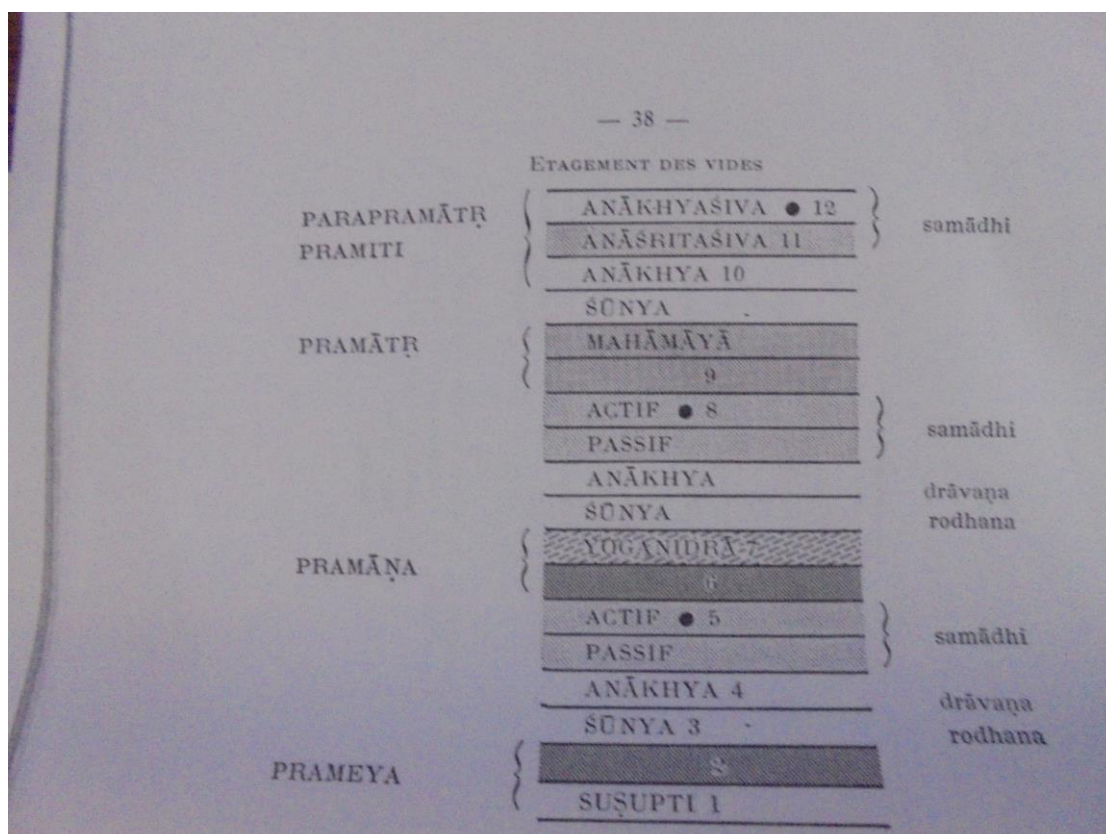 — 38 —
ETAGEMENT DES VIDES
PARAPRAMĀTṚ
PRAMITI
ANĀKHYAŚIVA ● 12
ANĀŚRITAŚIVA 11
samādhi
ANĀKHYA 10
ŚŪNYA
PRAMĀTṚ
MAHĀMĀYĀ
9
ACTIF ● 8
PASSIF
samādhi
ANĀKHYA
drāvaṇa
ŚŪNYA
rodhana
PRAMĀṆA
YOGANIDRĀ 7
6
ACTIF ● 5
PASSIF
samādhi
ANĀKHYA 4
drāvaṇa
ŚŪNYA 3
rodhana
PRAMEYA
2
SUṢUPTI 1